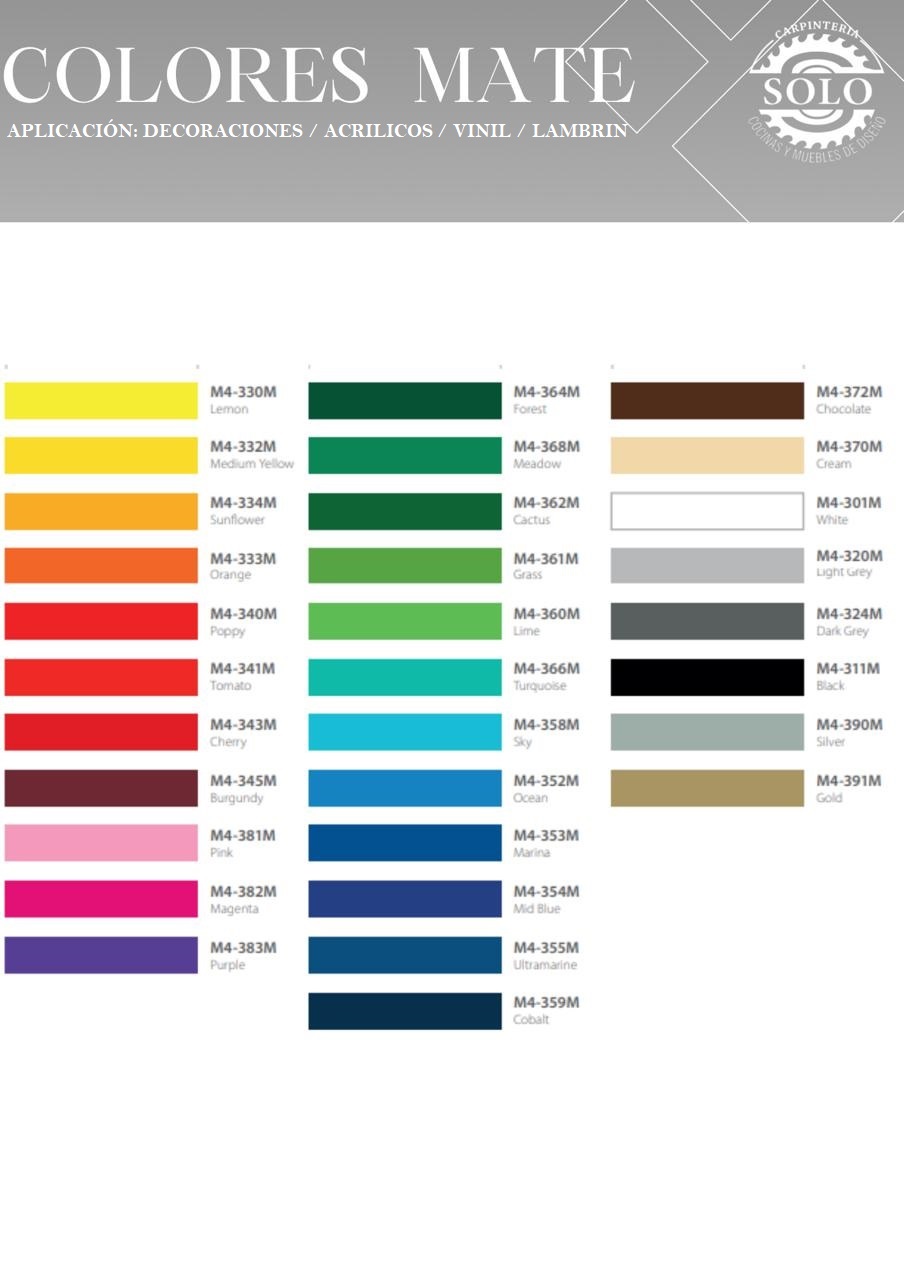 COLORES MATE
APLICACIÓN: DECORACIONES / ACRILICOS / VINIL / LAMBRIN
CARPINTERIA
SOLO
COCINAS Y MUEBLES DE DISEÑO
M4-330M
Lemon
M4-332M
Medium Yellow
M4-334M
Sunflower
M4-333M
Orange
M4-340M
Poppy
M4-341M
Tomato
M4-343M
Cherry
M4-345M
Burgundy
M4-381M
Pink
M4-382M
Magenta
M4-383M
Purple
M4-364M
Forest
M4-368M
Meadow
M4-362M
Cactus
M4-361M
Grass
M4-360M
Lime
M4-366M
Turquoise
M4-358M
Sky
M4-352M
Ocean
M4-353M
Marina
M4-354M
Mid Blue
M4-355M
Ultramarine
M4-359M
Cobalt
M4-372M
Chocolate
M4-370M
Cream
M4-301M
White
M4-320M
Light Grey
M4-324M
Dark Grey
M4-311M
Black
M4-390M
Silver
M4-391M
Gold